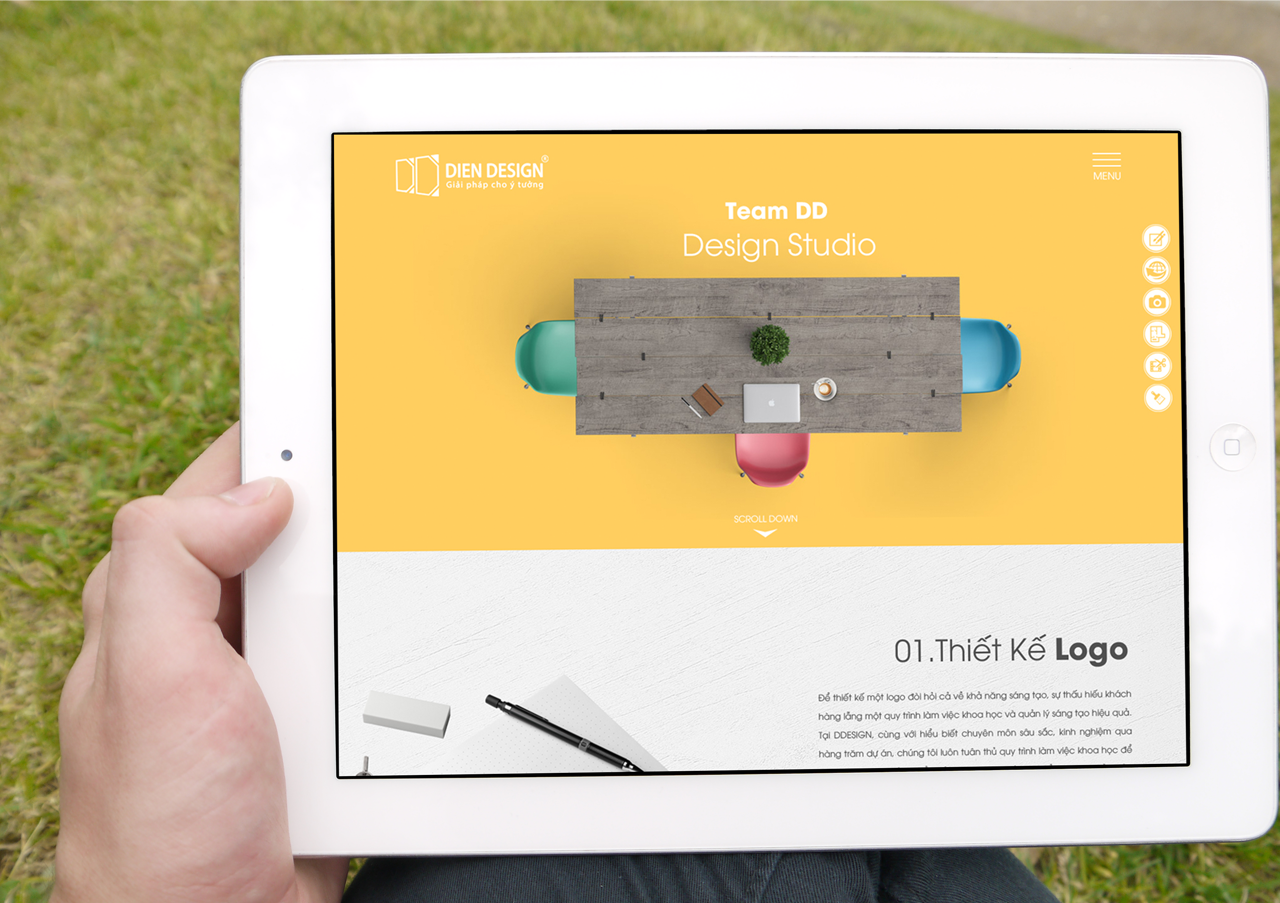 DIEN DESIGN®
Giải pháp cho ý tưởng
MENU
Team DD
Design Studio
SCROLL DOWN
01.Thiết Kế Logo
Để thiết kế một logo đòi hỏi cả về khả năng sáng tạo, sự thấu hiểu khách
hàng lẫng một quy trình làm việc khoa học và quản lý sáng tạo hiệu quả.
Tại DDESIGN, cùng với hiểu biết chuyên môn sâu sắc, kinh nghiệm qua
hàng trăm dự án, chúng tôi luôn tuân thủ quy trình làm việc khoa học để